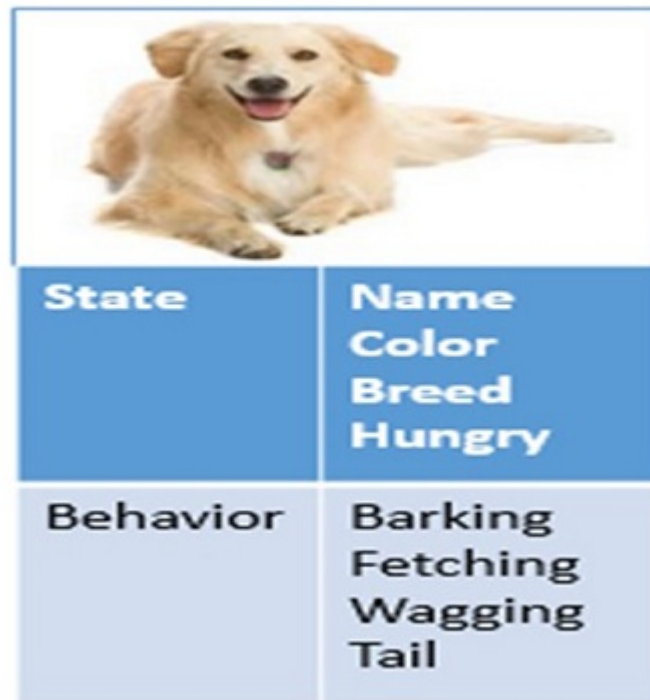 State
Name
Color
Breed
Hungry
Behavior
Barking
Fetching
Wagging
Tail